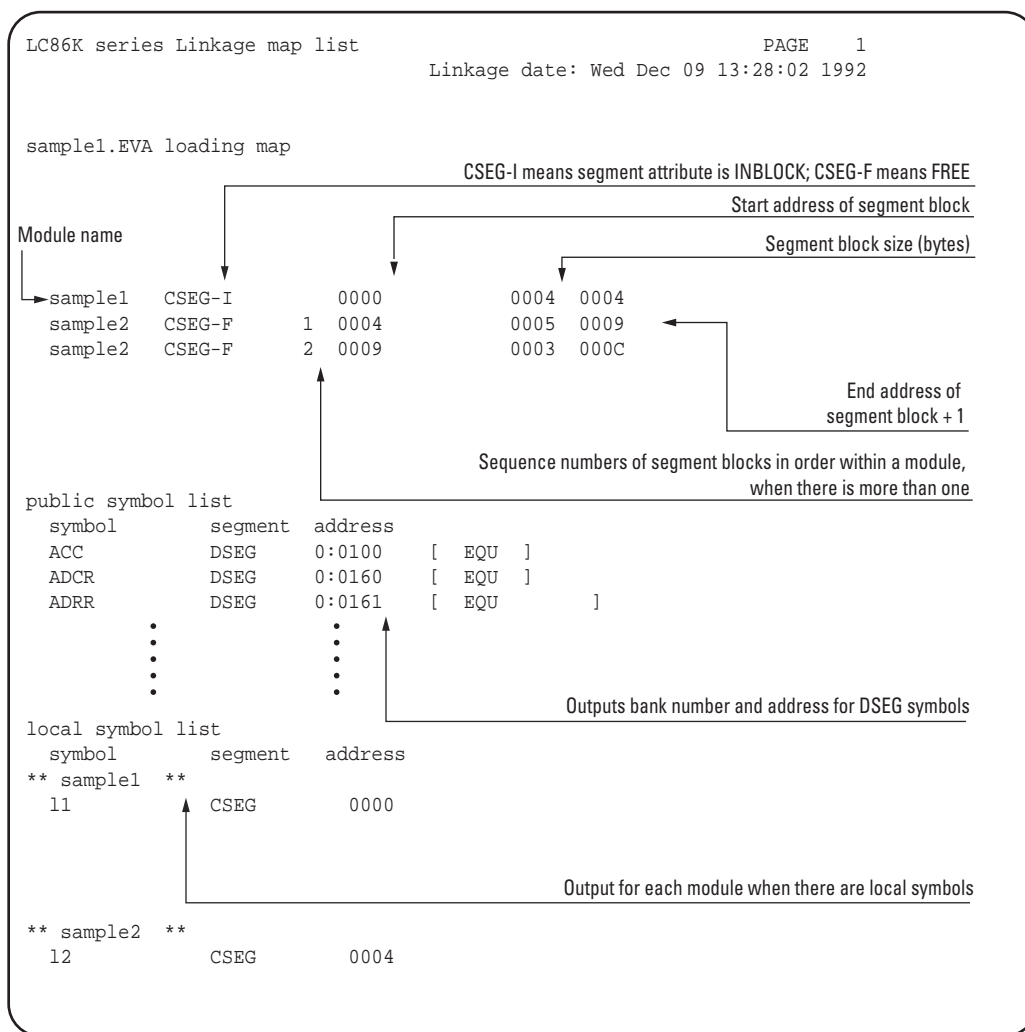 LC86K series Linkage map list PAGE 1
Linkage date: Wed Dec 09 13:28:02 1992
sample1.EVA loading map
CSEG-I means segment attribute is INBLOCK; CSEG-F means FREE
Start address of segment block
Module name
Segment block size (bytes)
sample1 CSEG-I 0000 0004 0004
sample2 CSEG-F 1 0004 0005 0009
sample2 CSEG-F 2 0009 0003 000C
End address of
segment block + 1
Sequence numbers of segment blocks in order within a module,
when there is more than one
public symbol list
symbol segment address
ACC DSEG 0:0100 [ EQU ]
ADCR DSEG 0:0160 [ EQU ]
ADRR DSEG 0:0161 [ EQU ]
Outputs bank number and address for DSEG symbols
local symbol list
symbol segment address
** sample1 **
l1 CSEG 0000
Output for each module when there are local symbols
** sample2 **
l2 CSEG 0004